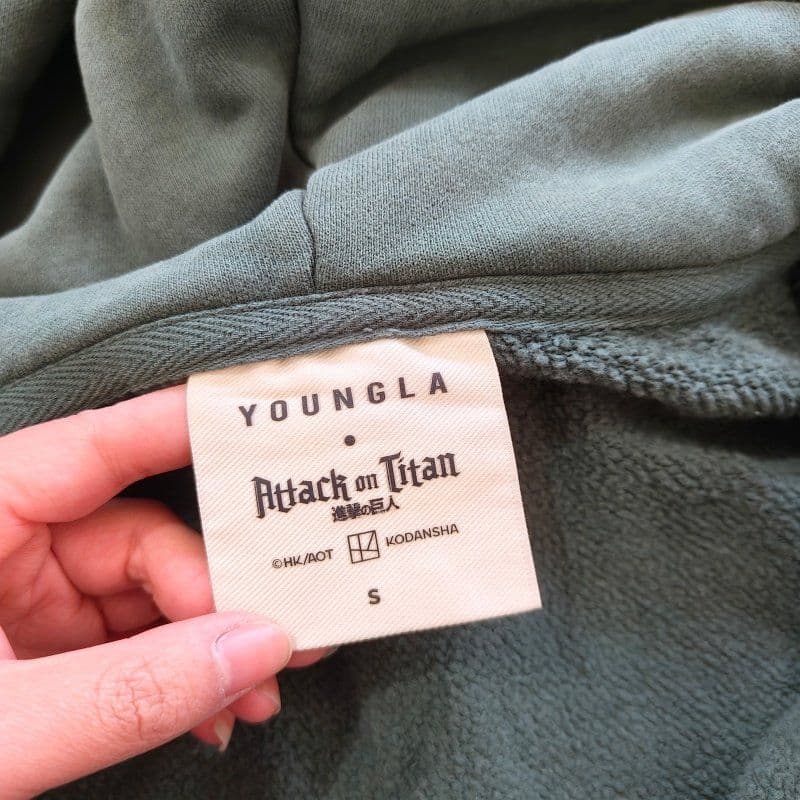 YOUNGLA
Attack on Titan
進撃の巨人
©HK/AOT KODANSHA
S